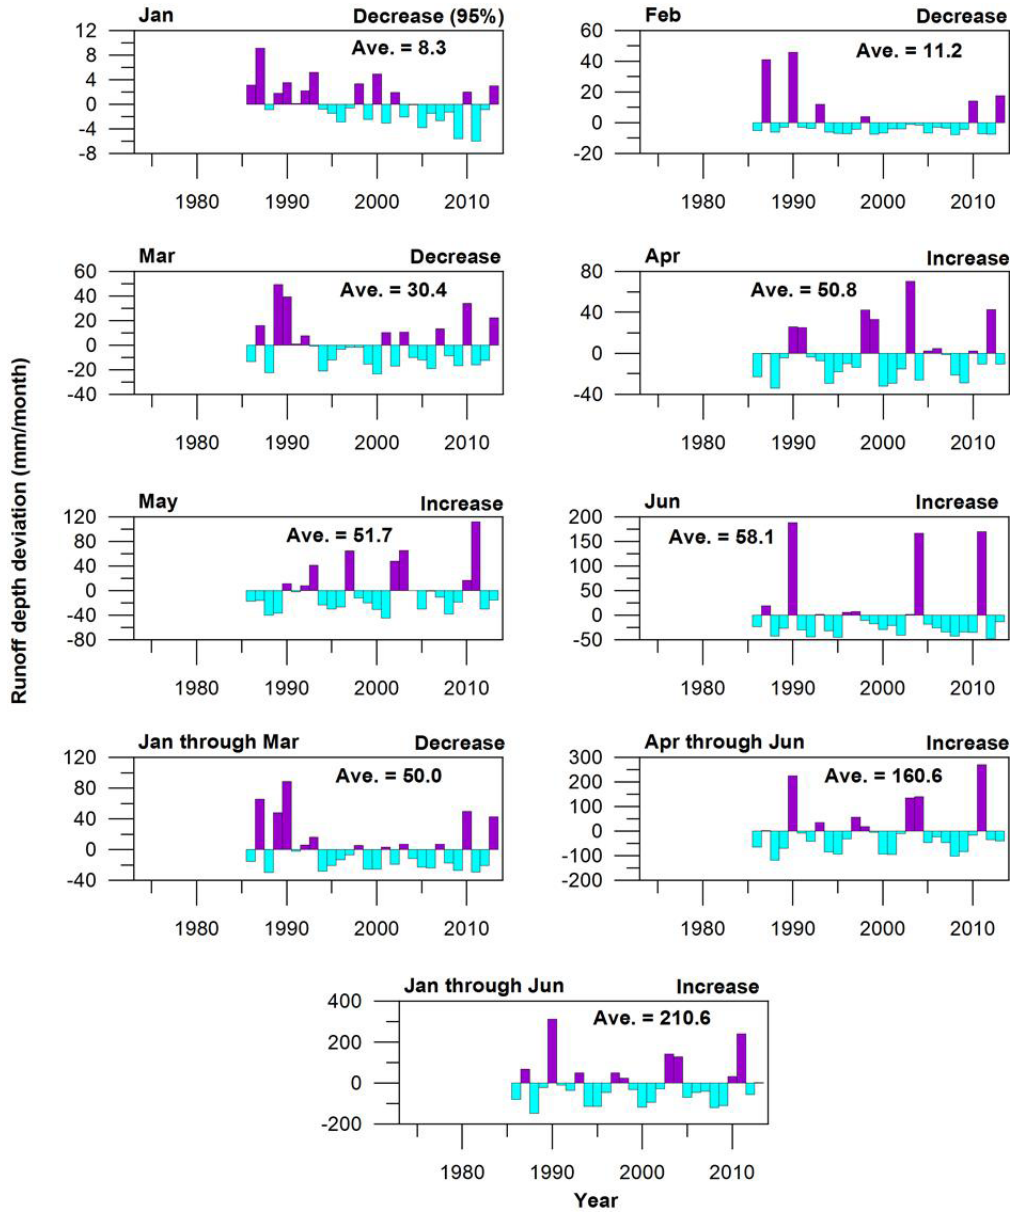 Jan Decrease (95%)
Ave. = 8.3
12
8
4
0
-4
-8
1980 1990 2000 2010
Feb Decrease
Ave. = 11.2
60
40
20
0
-20
1980 1990 2000 2010
Mar Decrease
Ave. = 30.4
60
40
20
0
-20
-40
1980 1990 2000 2010
Apr Increase
Ave. = 50.8
80
40
0
-40
1980 1990 2000 2010
May Increase
Ave. = 51.7
120
80
40
0
-40
-80
1980 1990 2000 2010
Jun Increase
Ave. = 58.1
200
150
100
50
0
-50
1980 1990 2000 2010
Jan through Mar Decrease
Ave. = 50.0
120
80
40
0
-40
1980 1990 2000 2010
Apr through Jun Increase
Ave. = 160.6
300
200
100
0
-100
-200
1980 1990 2000 2010
Jan through Jun Increase
Ave. = 210.6
400
200
0
-200
1980 1990 2000 2010
Year
Runoff depth deviation (mm/month)